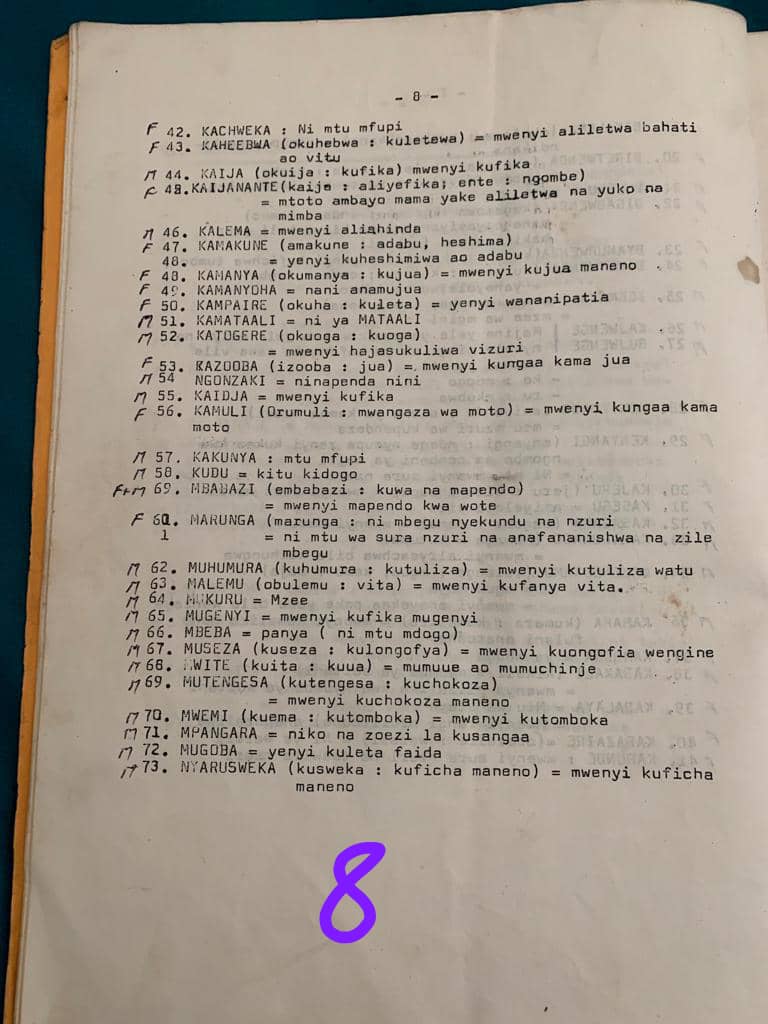 - 8 -
F 42. KACHWEKA : Ni mtu mfupi
F 43. KAHEEBWA (okuhebwa : kuletewa) = mwenyi aliletwa bahati
ao vitu
M 44. KAIJA (okuija : kufika) mwenyi kufika
F 45. KAIJANANTE (kaija : aliyefika; ente : ngombe)
= mtoto ambayo mama yake aliletwa na yuko na
mimba
M 46. KALEMA = mwenyi aliahinda
F 47. KAMAKUNE (amakune : adabu, heshima)
48. = yenyi kuheshimiwa ao adabu
F 48. KAMANYA (okumanya : kujua) = mwenyi kujua maneno
F 49. KAMANYOHA = nani anamujua
F 50. KAMPAIRE (okuha : kuleta) = yenyi wananipatia
M 51. KAMATAALI = ni ya MATAALI
M 52. KATOGERE (okuoga : kuoga)
= mwenyi hajasukuliwa vizuri
F 53. KAZOOBA (izooba : jua) = mwenyi kungaa kama jua
M 54 NGONZAKI = ninapenda nini
M 55. KAIDJA = mwenyi kufika
F 56. KAMULI (Orumuli : mwangaza wa moto) = mwenyi kungaa kama
moto
M 57. KAKUNYA : mtu mfupi
M 58. KUDU = kitu kidogo
F+M 69. MBABAZI (embabazi : kuwa na mapendo)
= mwenyi mapendo kwa wote
F 60. MARUNGA (marunga : ni mbegu nyekundu na nzuri
1 = ni mtu wa sura nzuri na anafananishwa na zile
mbegu
M 62. MUHUMURA (kuhumura : kutuliza) = mwenyi kutuliza watu
M 63. MALEMU (obulemu : vita) = mwenyi kufanya vita.
M 64. MUKURU = Mzee
M 65. MUGENYI = mwenyi kufika mugenyi
M 66. MBEBA = panya ( ni mtu mdogo)
M 67. MUSEZA (kuseza : kulongofya) = mwenyi kuongofia wengine
M 68. MWITE (kuita : kuua) = mumuue ao mumuchinje
M 69. MUTENGESA (kutengesa : kuchokoza)
= mwenyi kuchokoza maneno
M 70. MWEMI (kuema : kutomboka) = mwenyi kutomboka
M 71. MPANGARA = niko na zoezi la kusangaa
M 72. MUGOBA = yenyi kuleta faida
M 73. NYARUSWEKA (kusweka : kuficha maneno) = mwenyi kuficha
maneno
8